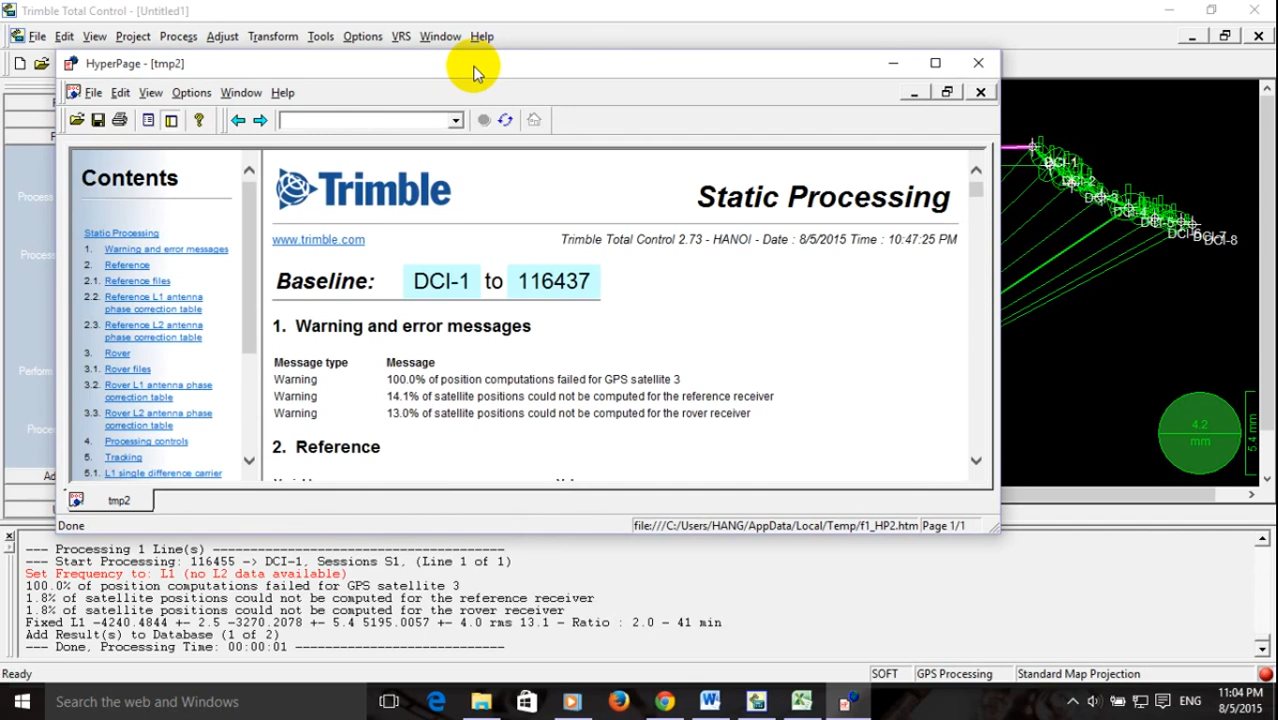 Trimble Total Control - [Untitled1]
File Edit View Project Process Adjust Transform Tools Options VRS Window Help
HyperPage - [tmp2]
File Edit View Options Window Help
Contents
Static Processing
1. Warning and error messages
2. Reference
2.1. Reference files
2.2. Reference L1 antenna
phase correction table
2.3. Reference L2 antenna
phase correction table
3. Rover
3.1. Rover files
3.2. Rover L1 antenna phase
correction table
3.3. Rover L2 antenna phase
correction table
4. Processing controls
5. Tracking
5.1. L1 single difference carrier
Trimble
Static Processing
www.trimble.com
Trimble Total Control 2.73 - HANOI - Date : 8/5/2015 Time : 10:47:25 PM
Baseline: DCI-1 to 116437
1. Warning and error messages
Message type Message
Warning 100.0% of position computations failed for GPS satellite 3
Warning 14.1% of satellite positions could not be computed for the reference receiver
Warning 13.0% of satellite positions could not be computed for the rover receiver
2. Reference
tmp2
Done
file:///C:/Users/HANG/AppData/Local/Temp/f1_HP2.htm Page 1/1
Process
Process
Perform
Proce
Ad
DCI-1
DCI-2
DCI-3
DCI-4
DCI-5
DCI-6
DCI-7
DCI-8
4.2
mm
5.4 mm
--- Processing 1 Line(s) -----------------------------------
--- Start Processing: 116455 -> DCI-1, Sessions S1, (Line 1 of 1)
Set Frequency to: L1 (no L2 data available)
100.0% of position computations failed for GPS satellite 3
1.8% of satellite positions could not be computed for the reference receiver
1.8% of satellite positions could not be computed for the rover receiver
Fixed L1 -4240.4844 +- 2.5 -3270.2078 +- 5.4 5195.0057 +- 4.0 rms 13.1 - Ratio : 2.0 - 41 min
Add Result(s) to Database (1 of 2)
--- Done, Processing Time: 00:00:01 -------------------------
Ready
SOFT GPS Processing Standard Map Projection
Search the web and Windows
ENG
11:04 PM
8/5/2015